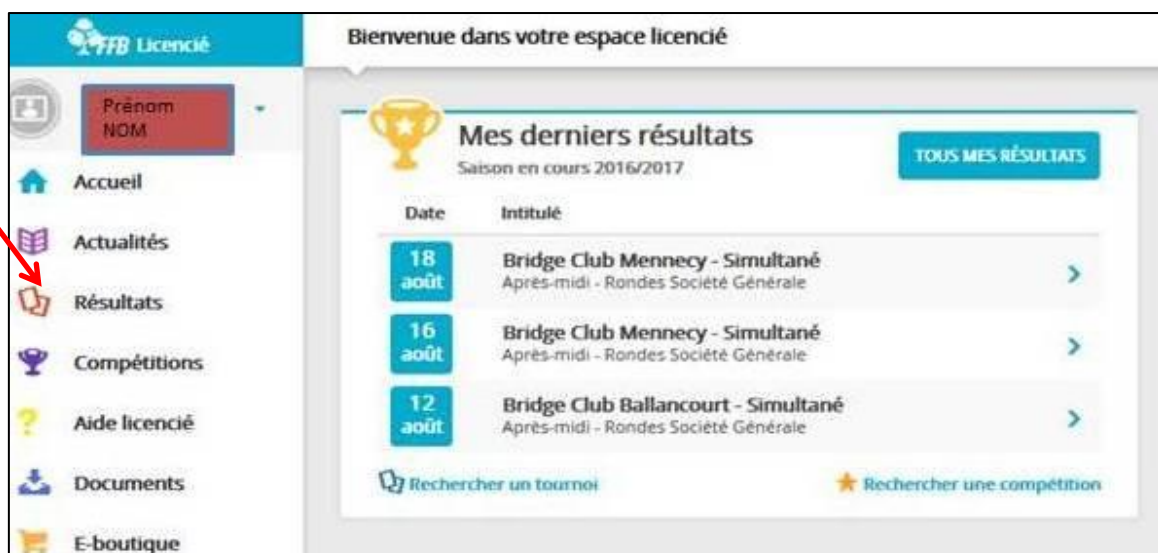 FFB Licencié
Bienvenue dans votre espace licencié
Prénom
NOM
Accueil
Actualités
Résultats
Compétitions
Aide licencié
Documents
E-boutique
Mes derniers résultats
Saison en cours 2016/2017
TOUS MES RÉSULTATS
Date Intitulé
18 août
Bridge Club Mennecy - Simultané
Après-midi - Rondes Société Générale
16 août
Bridge Club Mennecy - Simultané
Après-midi - Rondes Société Générale
12 août
Bridge Club Ballancourt - Simultané
Après-midi - Rondes Société Générale
Rechercher un tournoi
Rechercher une compétition